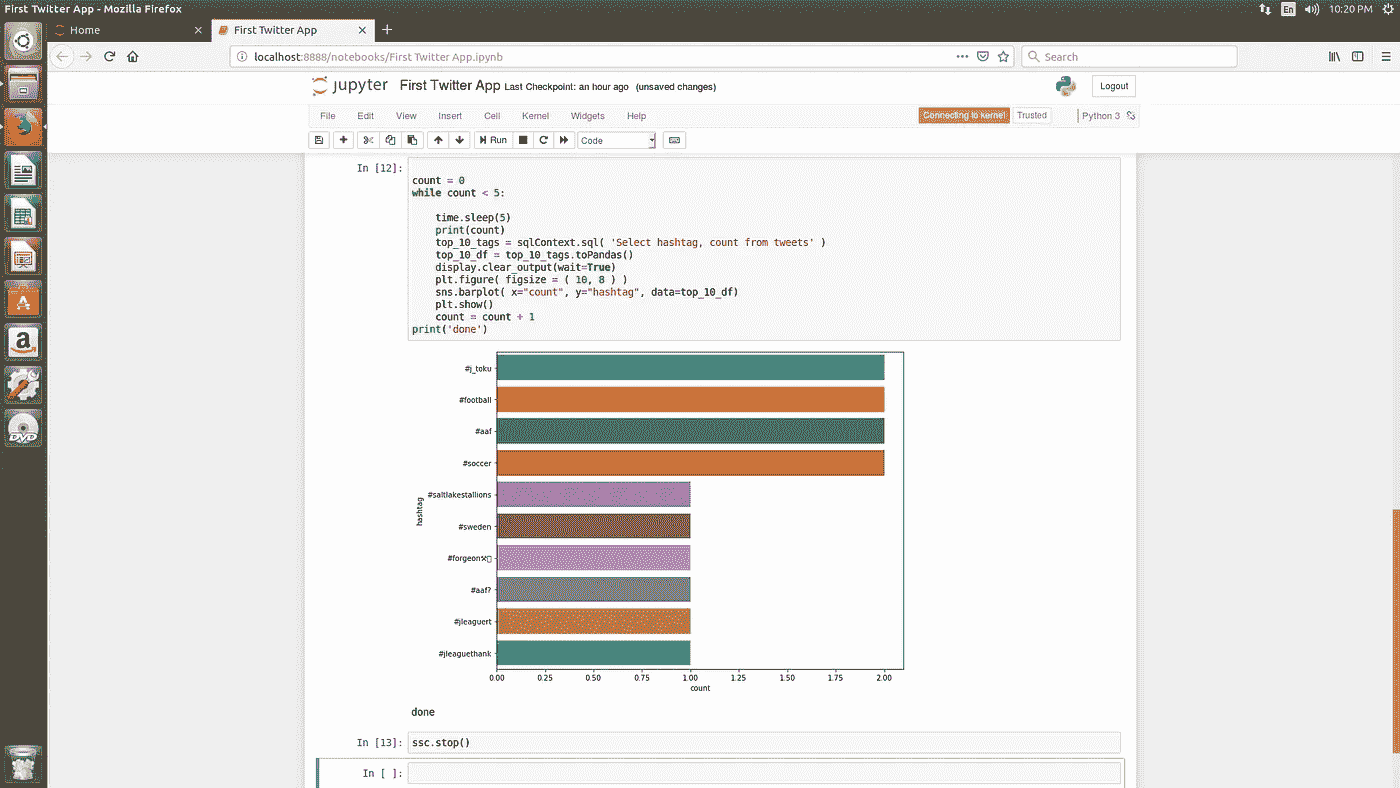 First Twitter App - Mozilla Firefox
En
10:20 PM
Home
First Twitter App
localhost:8888/notebooks/First Twitter App.ipynb
Search
jupyter First Twitter App Last Checkpoint: an hour ago (unsaved changes)
Logout
File Edit View Insert Cell Kernel Widgets Help
Connecting to kernel
Trusted
Python 3
Run
Code
In [12]:
count = 0
while count < 5:
time.sleep(5)
print(count)
top_10_tags = sqlContext.sql( 'Select hashtag, count from tweets' )
top_10_df = top_10_tags.toPandas()
display.clear_output(wait=True)
plt.figure( figsize = ( 10, 8 ) )
sns.barplot( x="count", y="hashtag", data=top_10_df)
plt.show()
count = count + 1
print('done')
#j_toku
#football
#aaf
#soccer
#saltlakestallions
hashtag
#sweden
#forgeon⚒
#aaf?
#jleaguert
#jleaguethank
0.00 0.25 0.50 0.75 1.00 1.25 1.50 1.75 2.00
count
done
In [13]: ssc.stop()
In [ ]:
a
A
DVD